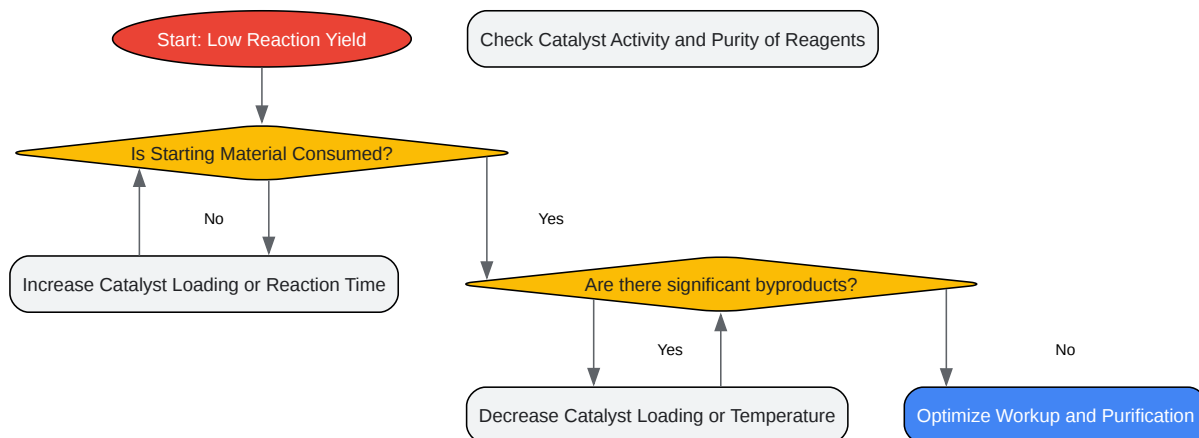 Start: Low Reaction Yield
Check Catalyst Activity and Purity of Reagents
Is Starting Material Consumed?
No
Yes
Increase Catalyst Loading or Reaction Time
Are there significant byproducts?
Yes
No
Decrease Catalyst Loading or Temperature
Optimize Workup and Purification